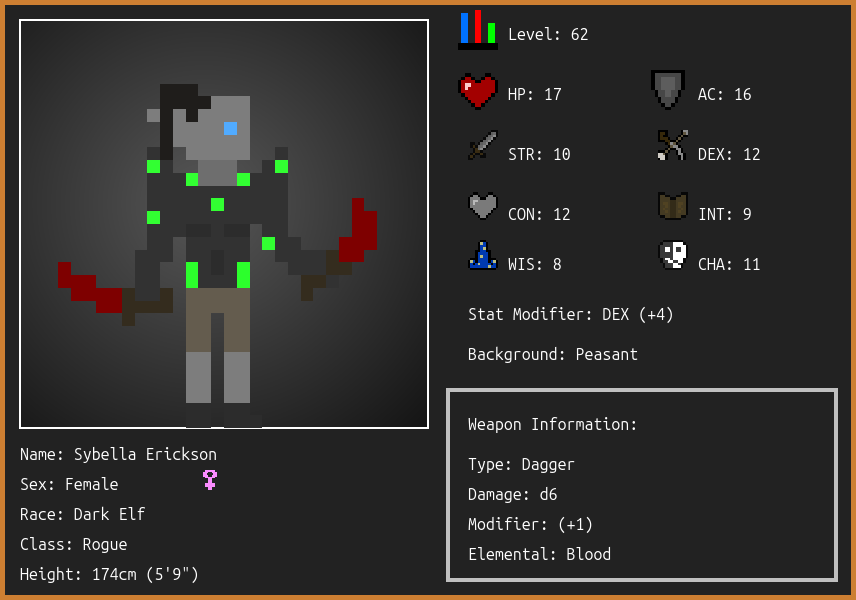 Level: 62
HP: 17
AC: 16
STR: 10
DEX: 12
CON: 12
INT: 9
WIS: 8
CHA: 11
Stat Modifier: DEX (+4)
Background: Peasant
Weapon Information:
Type: Dagger
Damage: d6
Modifier: (+1)
Elemental: Blood
Name: Sybella Erickson
Sex: Female
Race: Dark Elf
Class: Rogue
Height: 174cm (5'9")